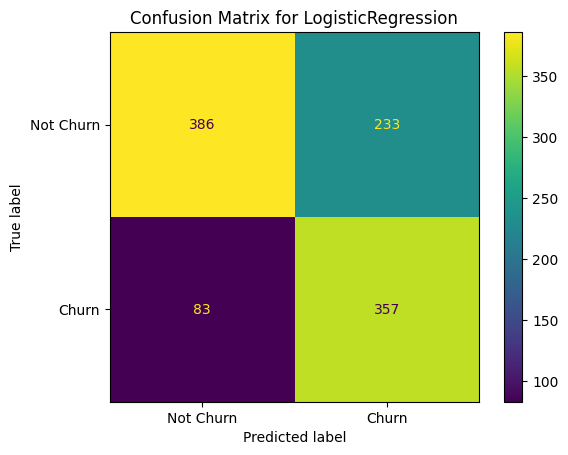 Confusion Matrix for LogisticRegression
True label
Not Churn
386
233
Churn
83
357
Not Churn
Churn
Predicted label
350
300
250
200
150
100